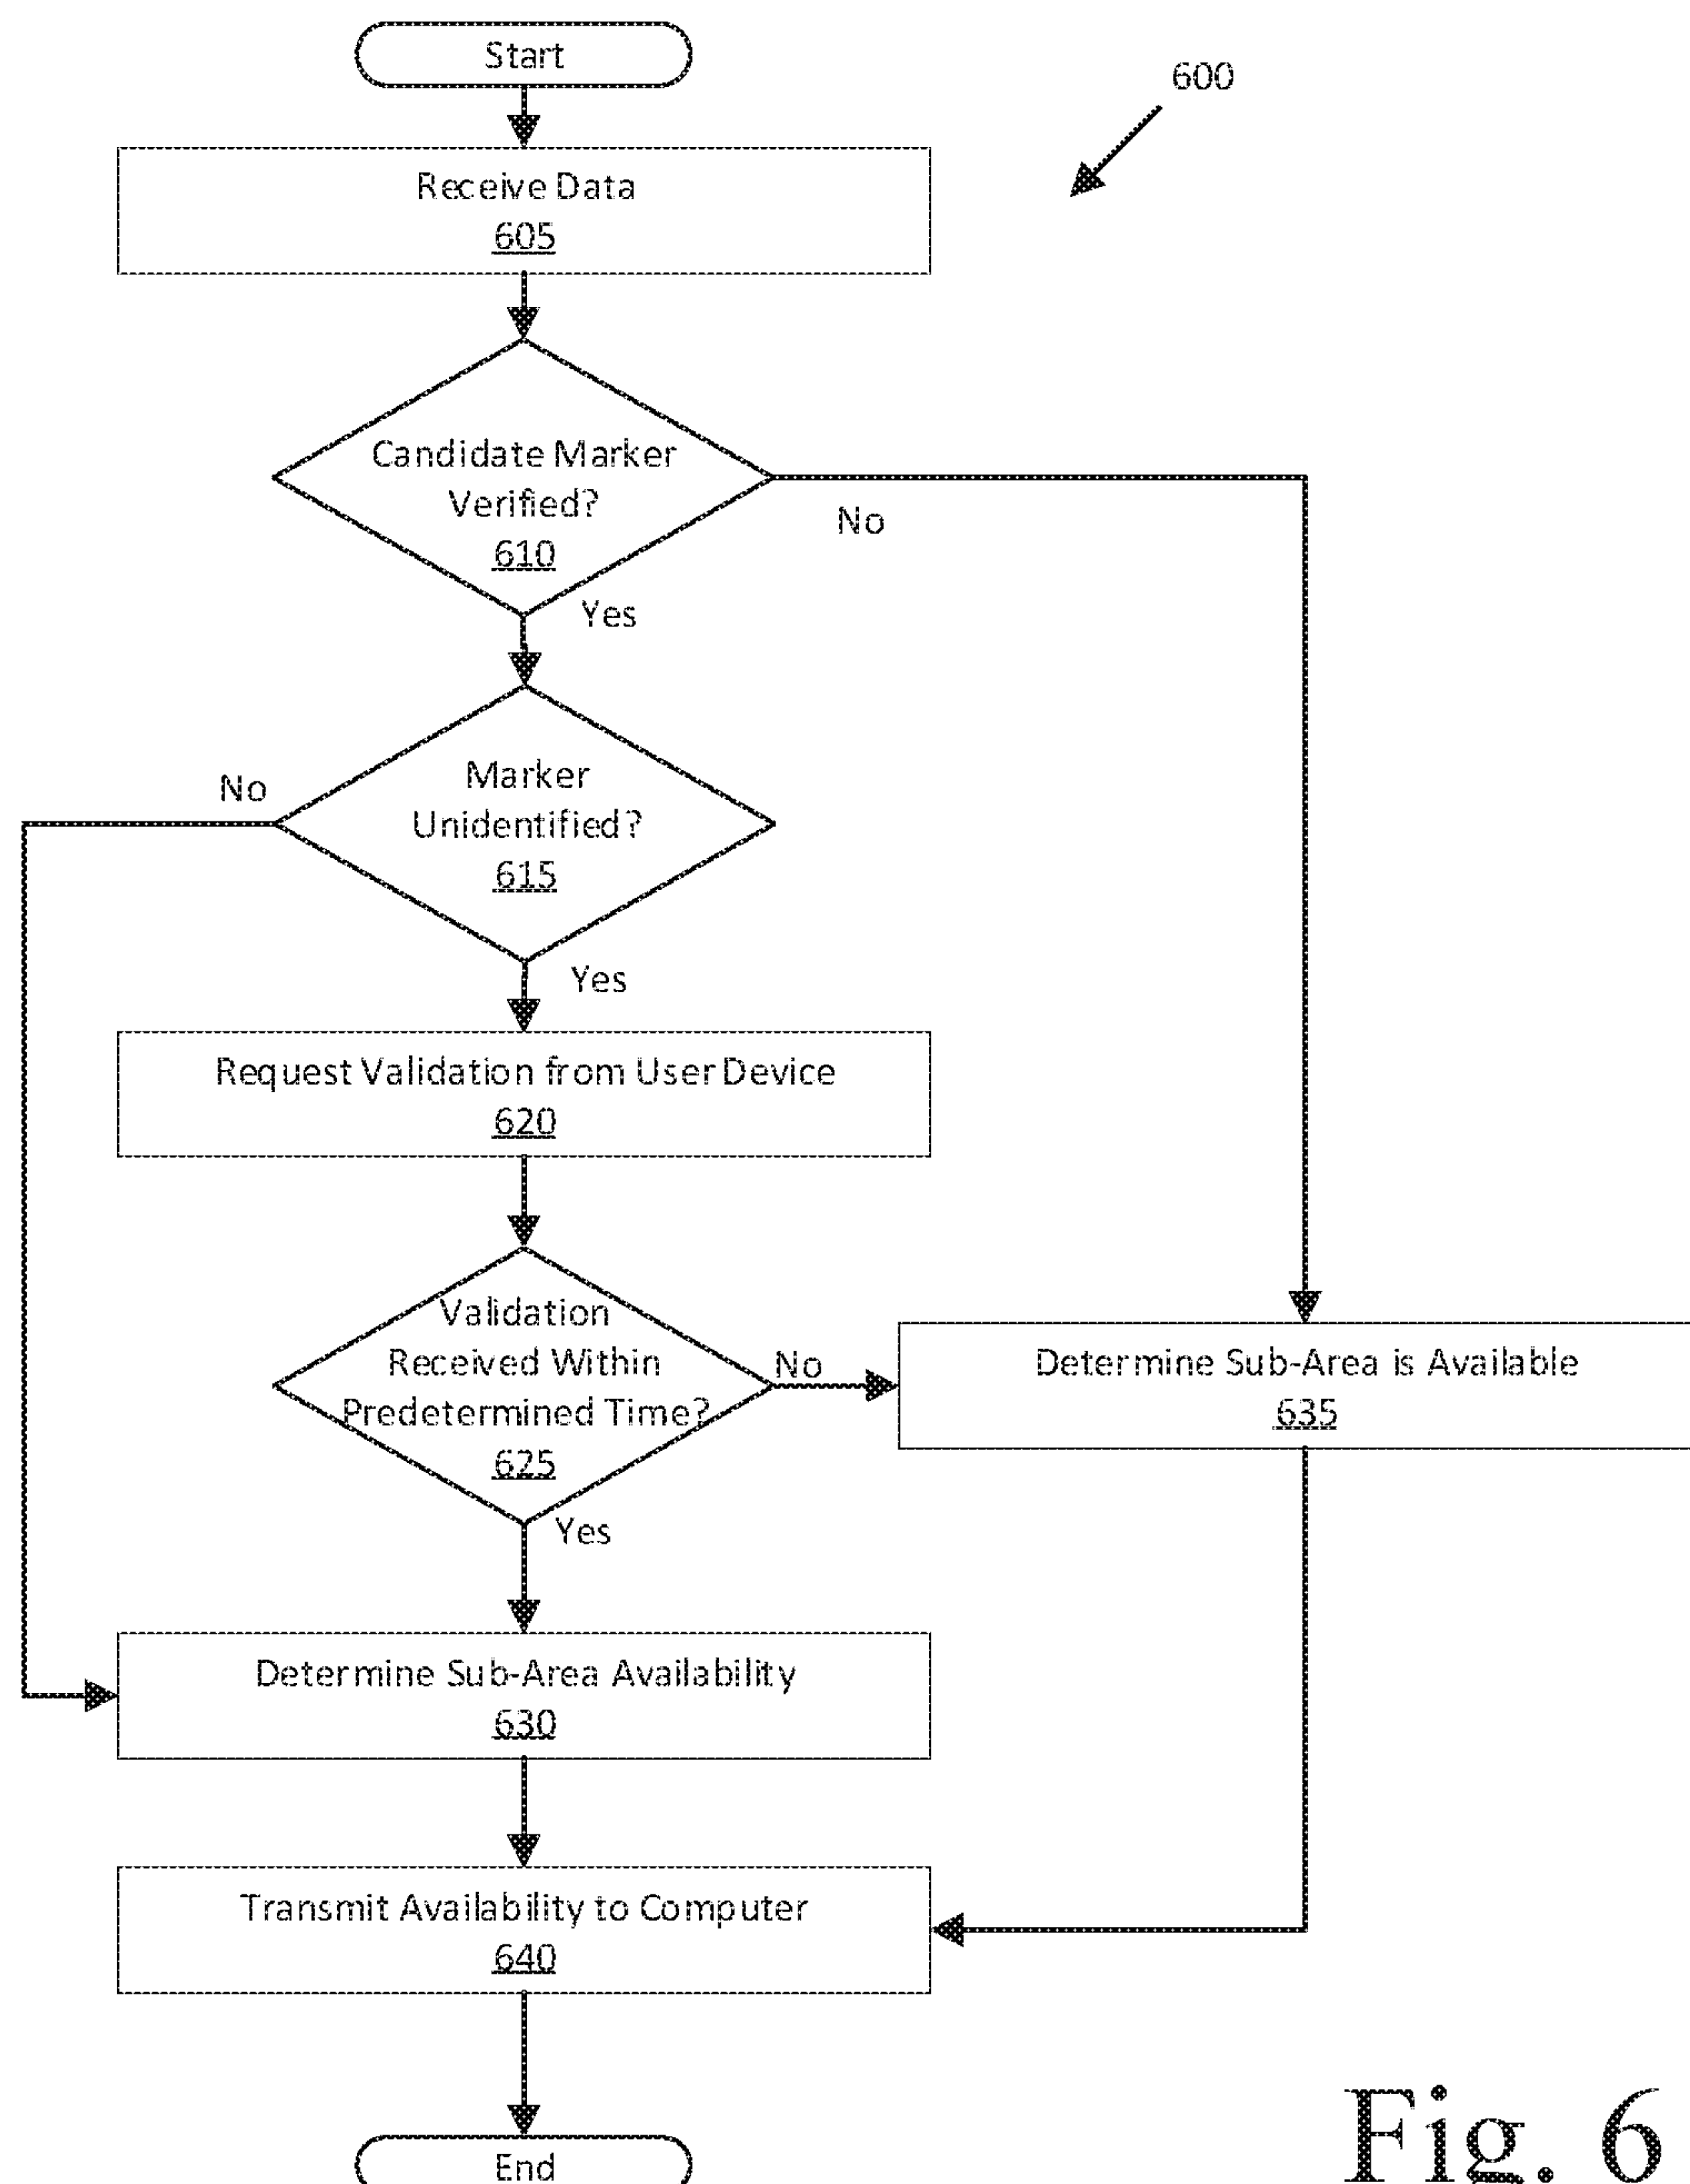 Start
600
Receive Data
605
Candidate Marker
Verified?
610
No
Yes
Marker
Unidentified?
615
No
Yes
Request Validation from User Device
620
Validation
Received Within
Predetermined Time?
625
No
Yes
Determine Sub-Area is Available
635
Determine Sub-Area Availability
630
Transmit Availability to Computer
640
End
Fig. 6